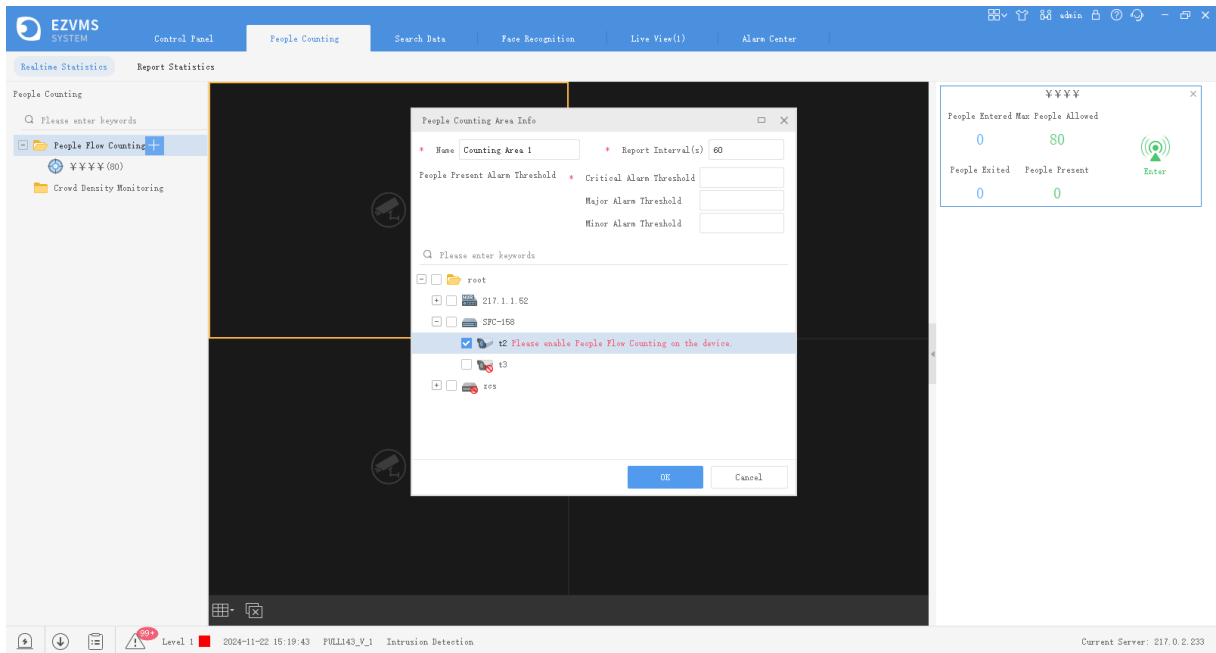 EZVMS
SYSTEM
Control Panel
People Counting
Search Data
Face Recognition
Live View(1)
Alarm Center
admin
Realtime Statistics
Report Statistics
People Counting
Please enter keywords
People Flow Counting
￥￥￥￥(80)
Crowd Density Monitoring
People Counting Area Info
* Name Counting Area 1
* Report Interval(s) 60
People Present Alarm Threshold
* Critical Alarm Threshold
Major Alarm Threshold
Minor Alarm Threshold
Please enter keywords
root
NVR 217.1.1.52
SFC-158
t2 Please enable People Flow Counting on the device.
t3
zcs
OK
Cancel
￥￥￥￥
People Entered Max People Allowed
0 80
People Exited People Present
0 0
Enter
99+
Level 1
2024-11-22 15:19:43 PULL143_V_1 Intrusion Detection
Current Server: 217.0.2.233